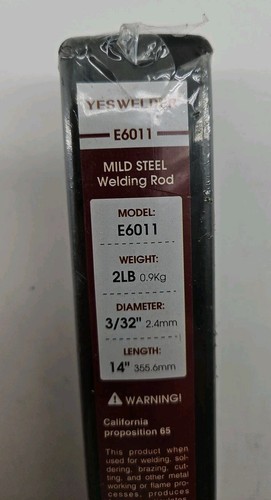 YESWELDER
E6011
MILD STEEL
Welding Rod
MODEL:
E6011
WEIGHT:
2LB 0.9Kg
DIAMETER:
3/32" 2.4mm
LENGTH:
14" 355.6mm
WARNING!
California
proposition 65
This product when
used for welding, sol-
dering, brazing, cut-
ting, and other metal
working or flame pro-
cesses, produces